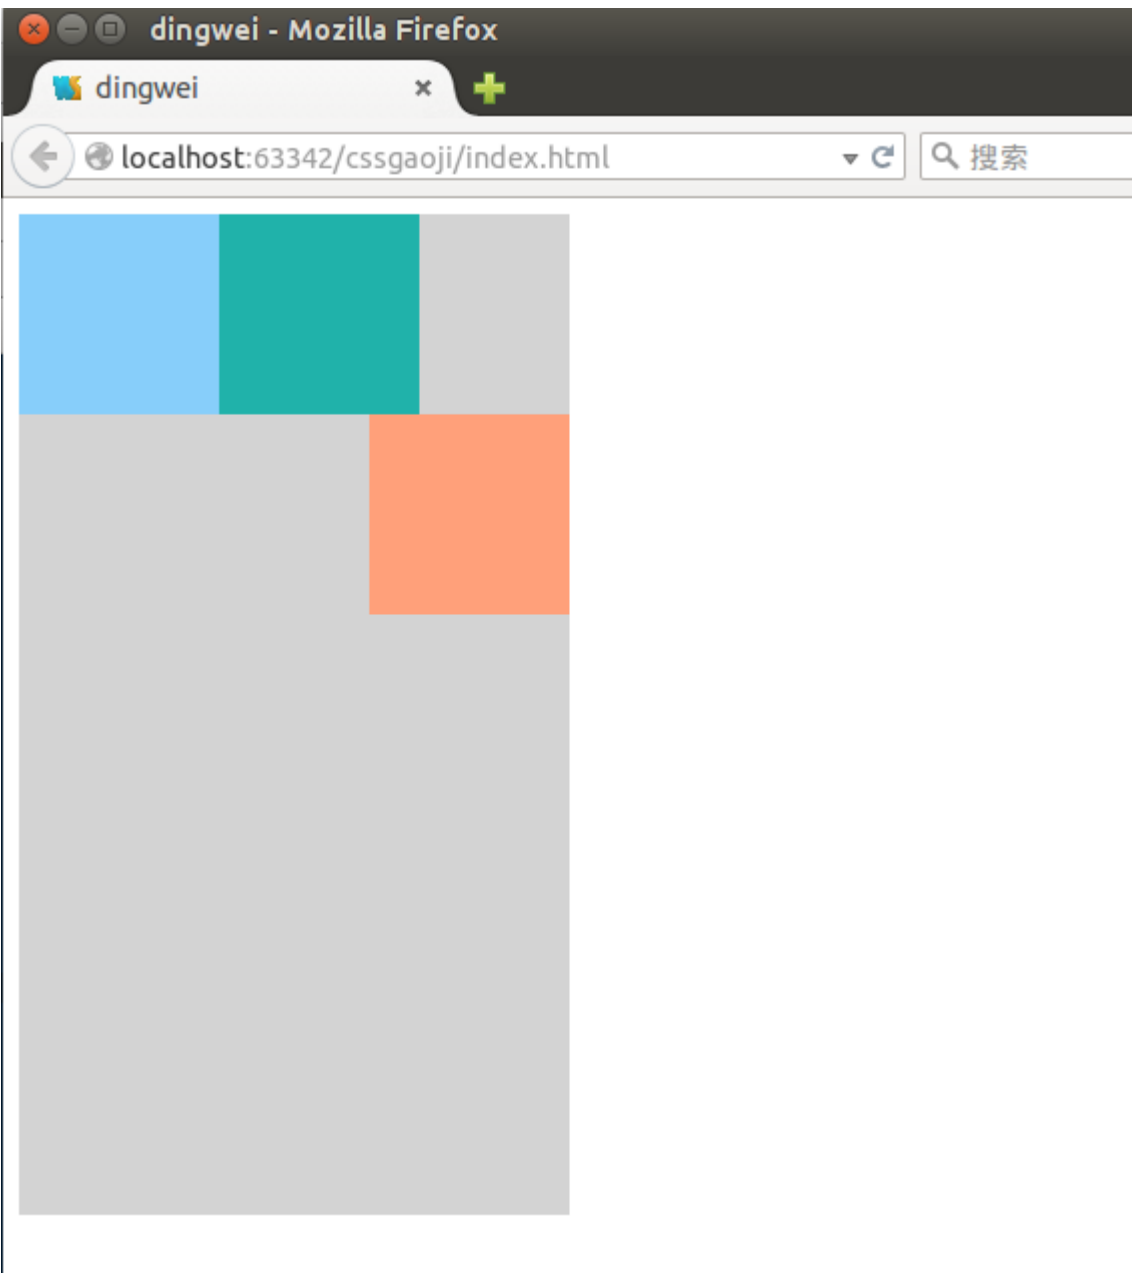 dingwei - Mozilla Firefox
dingwei
localhost:63342/cssgaoji/index.html
搜索